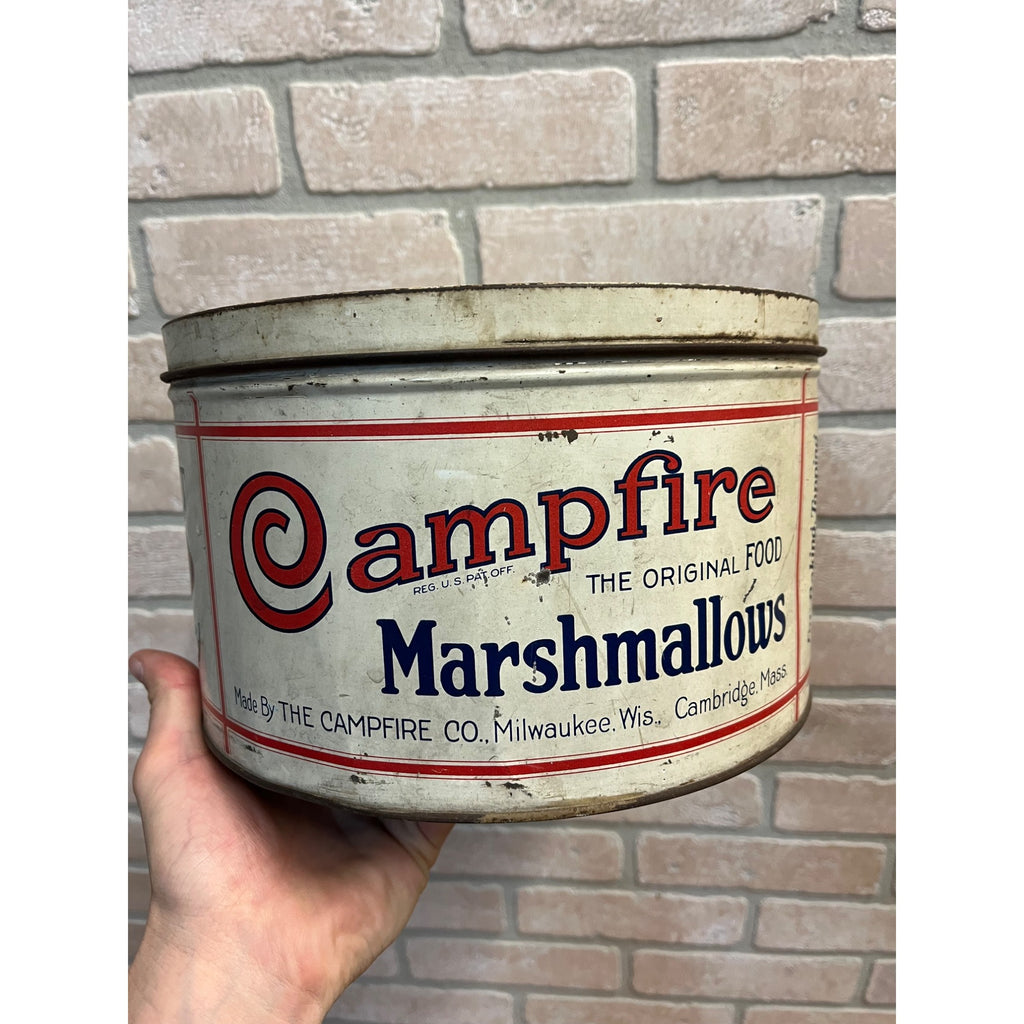 Campfire
REG. U.S. PAT. OFF.
THE ORIGINAL FOOD
Marshmallows
Made By THE CAMPFIRE CO., Milwaukee, Wis., Cambridge, Mass.